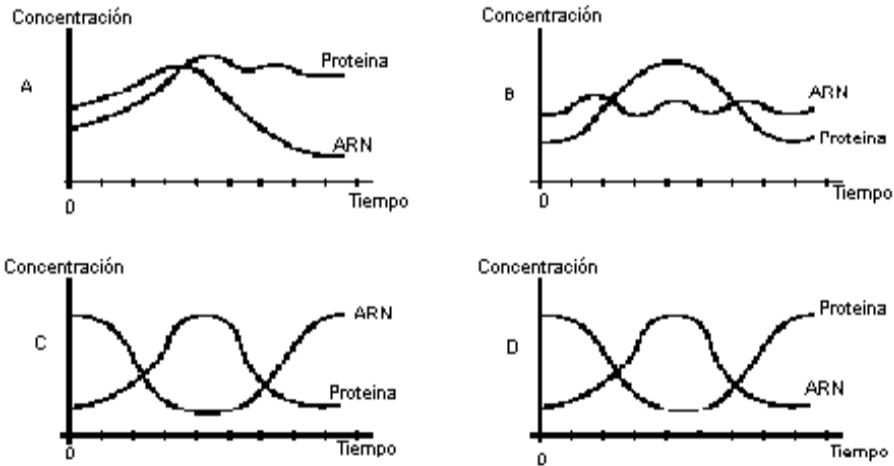 Concentración
A
Proteina
ARN
0
Tiempo
Concentración
B
ARN
Proteina
0
Tiempo
Concentración
C
ARN
Proteina
0
Tiempo
Concentración
D
Proteina
ARN
0
Tiempo